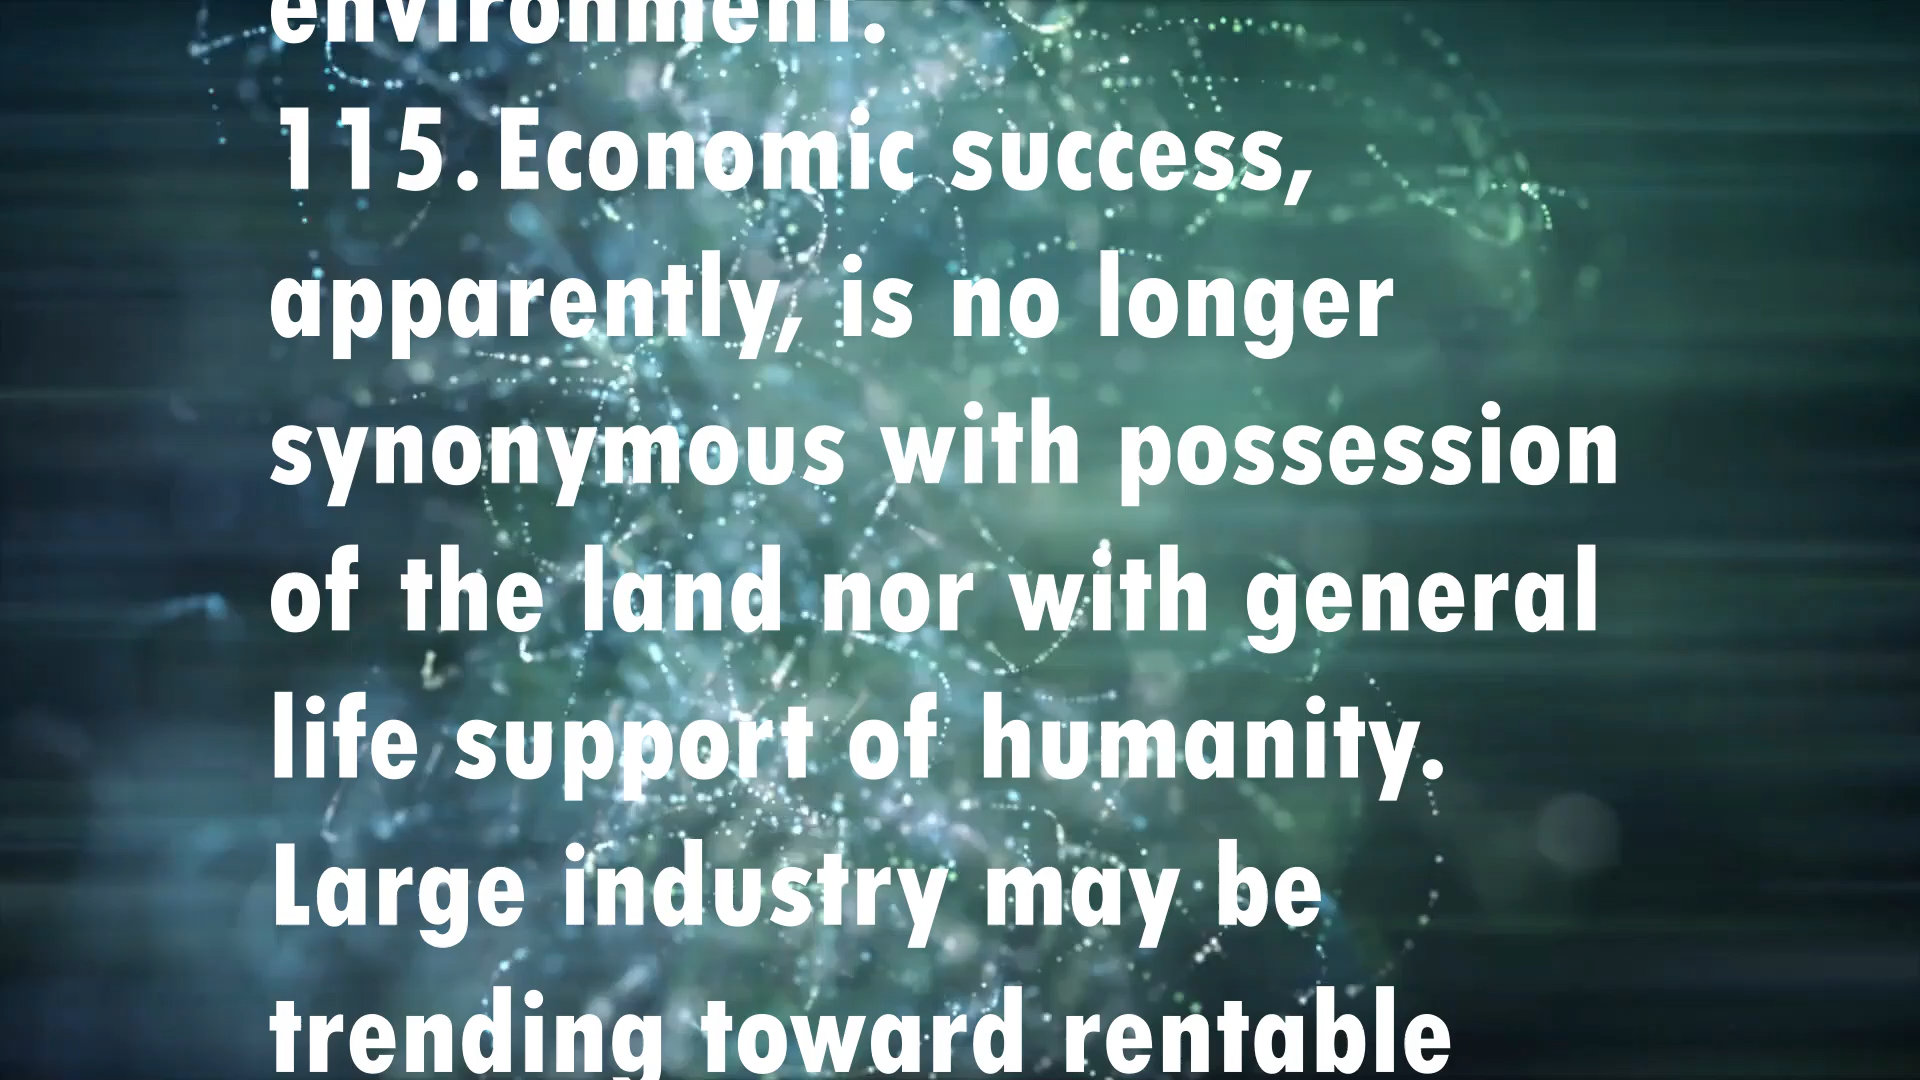 environment.
115. Economic success,
apparently, is no longer
synonymous with possession
of the land nor with general
life support of humanity.
Large industry may be
trending toward rentable